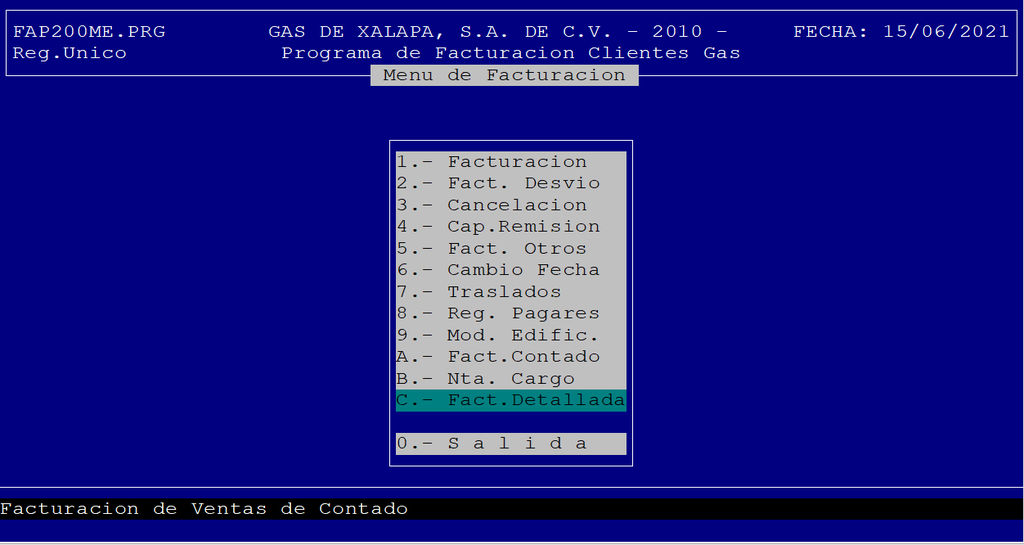 FAP200ME.PRG GAS DE XALAPA, S.A. DE C.V. - 2010 - FECHA: 15/06/2021
Reg.Unico Programa de Facturacion Clientes Gas
Menu de Facturacion
1.- Facturacion
2.- Fact. Desvio
3.- Cancelacion
4.- Cap.Remision
5.- Fact. Otros
6.- Cambio Fecha
7.- Traslados
8.- Reg. Pagares
9.- Mod. Edific.
A.- Fact.Contado
B.- Nta. Cargo
C.- Fact.Detallada
0.- S a l i d a
Facturacion de Ventas de Contado